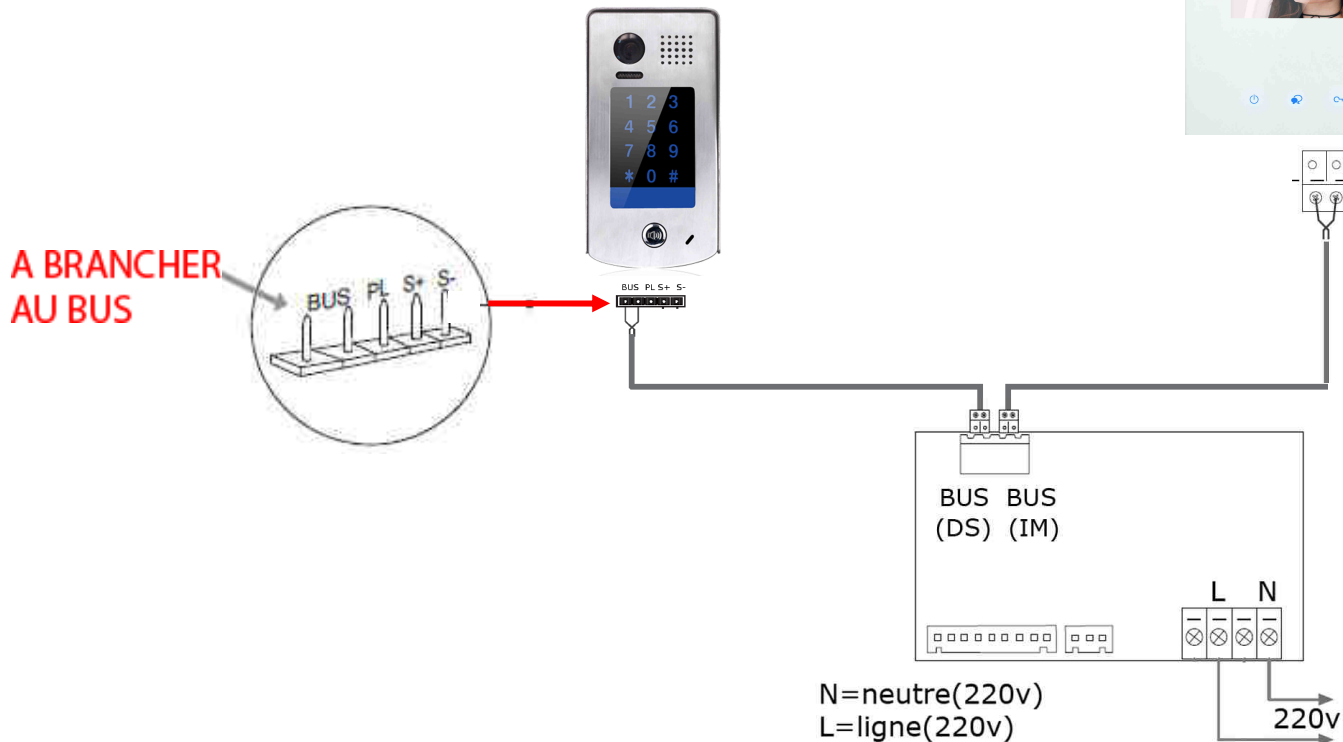 1 2 3
4 5 6
7 8 9
* 0 #
A BRANCHER
AU BUS
BUS PL S+ S-
BUS PL S+ S-
BUS BUS
(DS) (IM)
L N
N=neutre(220v)
L=ligne(220v)
220v